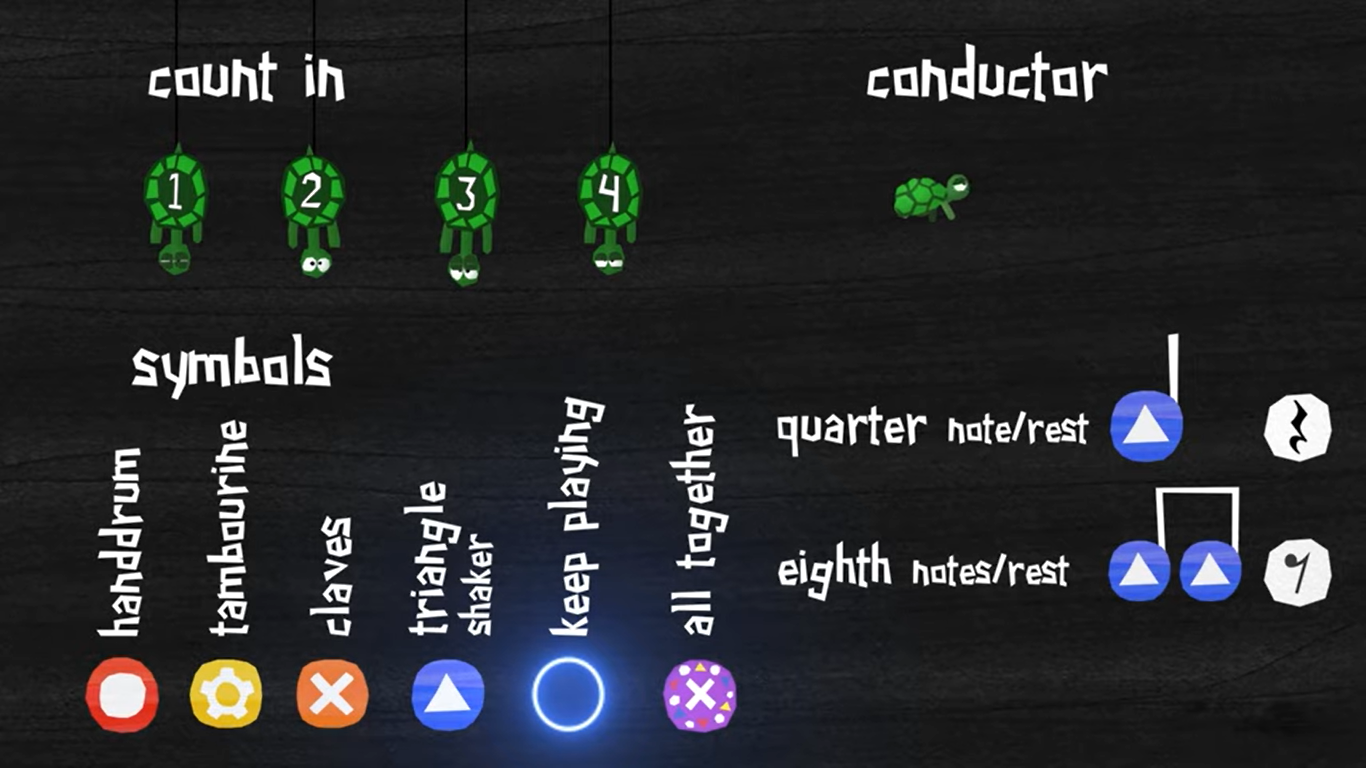 count in
conductor
1 2 3 4
symbols
handdrum
tambourine
claves
triangle
shaker
keep playing
all together
quarter note/rest
eighth notes/rest